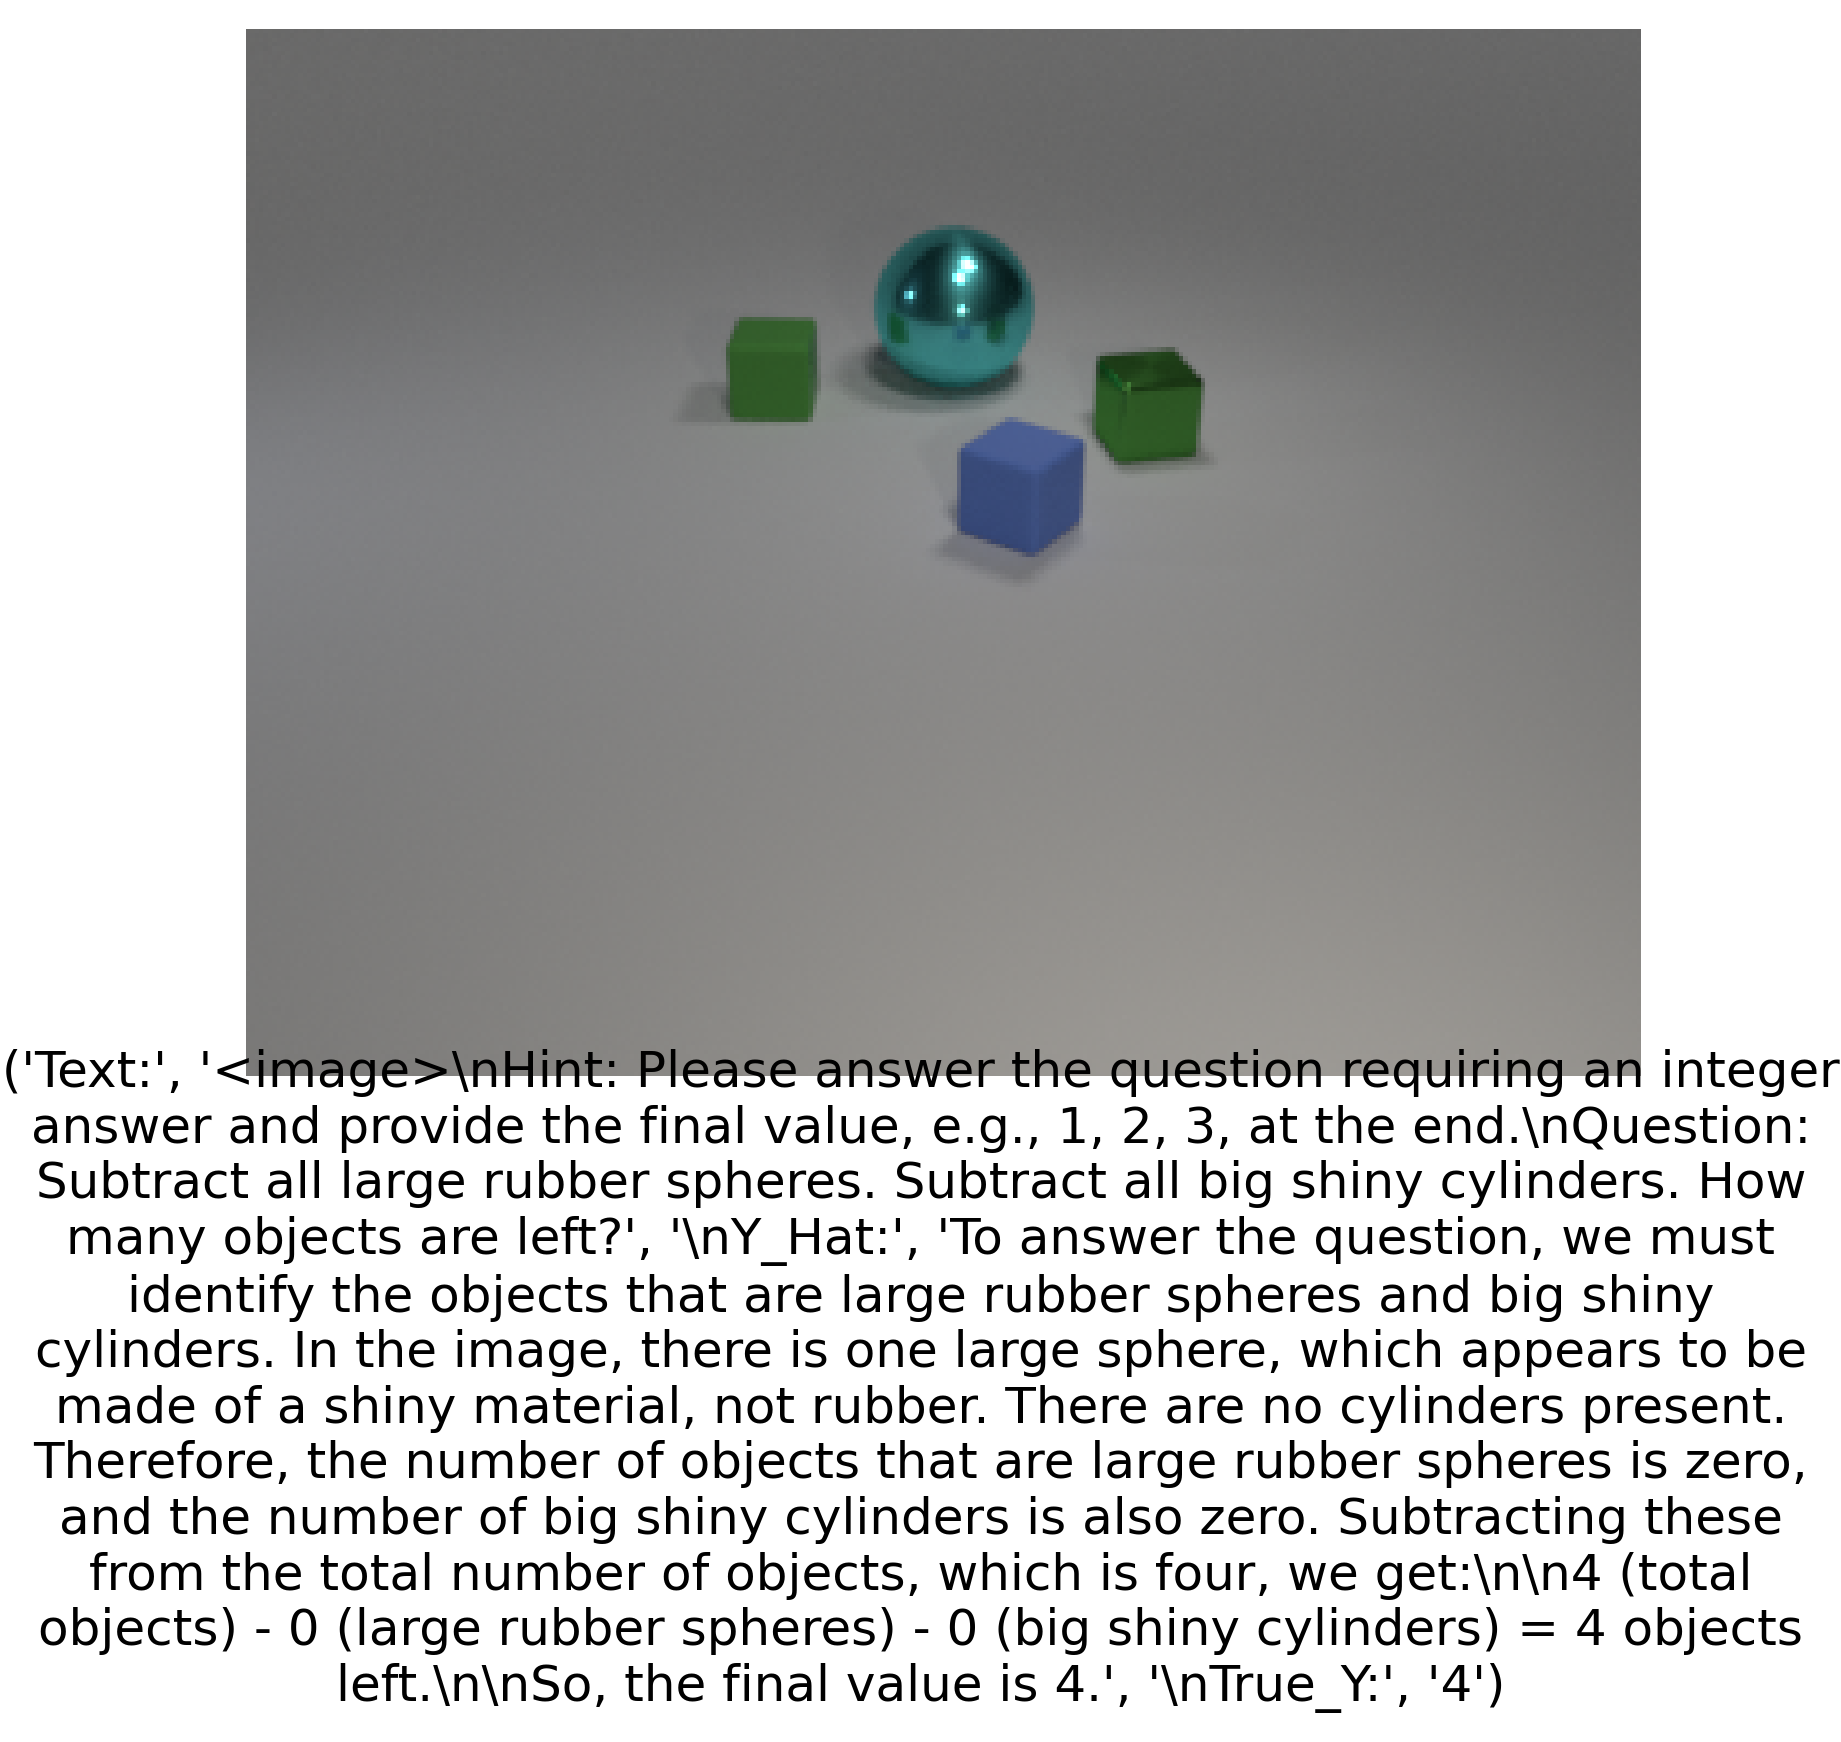 ('Text:', '<image>\nHint: Please answer the question requiring an integer
answer and provide the final value, e.g., 1, 2, 3, at the end.\nQuestion:
Subtract all large rubber spheres. Subtract all big shiny cylinders. How
many objects are left?', '\nY_Hat:', 'To answer the question, we must
identify the objects that are large rubber spheres and big shiny
cylinders. In the image, there is one large sphere, which appears to be
made of a shiny material, not rubber. There are no cylinders present.
Therefore, the number of objects that are large rubber spheres is zero,
and the number of big shiny cylinders is also zero. Subtracting these
from the total number of objects, which is four, we get:\n\n4 (total
objects) - 0 (large rubber spheres) - 0 (big shiny cylinders) = 4 objects
left.\n\nSo, the final value is 4.', '\nTrue_Y:', '4')